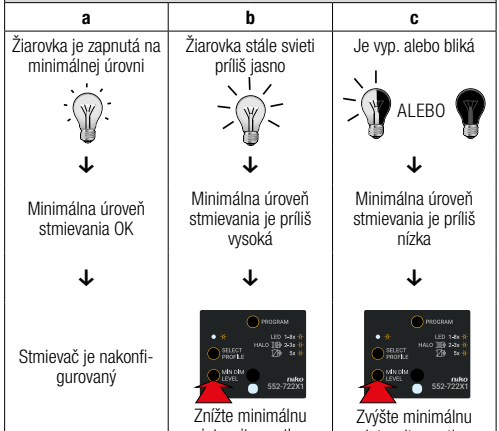 a
b
c
Žiarovka je zapnutá na
minimálnej úrovni
Žiarovka stále svieti
príliš jasno
Je vyp. alebo bliká
ALEBO
Minimálna úroveň
stmievania OK
Minimálna úroveň
stmievania je príliš
vysoká
Minimálna úroveň
stmievania je príliš
nízka
Stmievač je nakonfi-
gurovaný
PROGRAM
LED 1-8x
HALO 2-3x
5x
SELECT
PROFILE
MIN DIM
LEVEL
niko
552-722X1
Znížte minimálnu
PROGRAM
LED 1-8x
HALO 2-3x
5x
SELECT
PROFILE
MIN DIM
LEVEL
niko
552-722X1
Zvýšte minimálnu